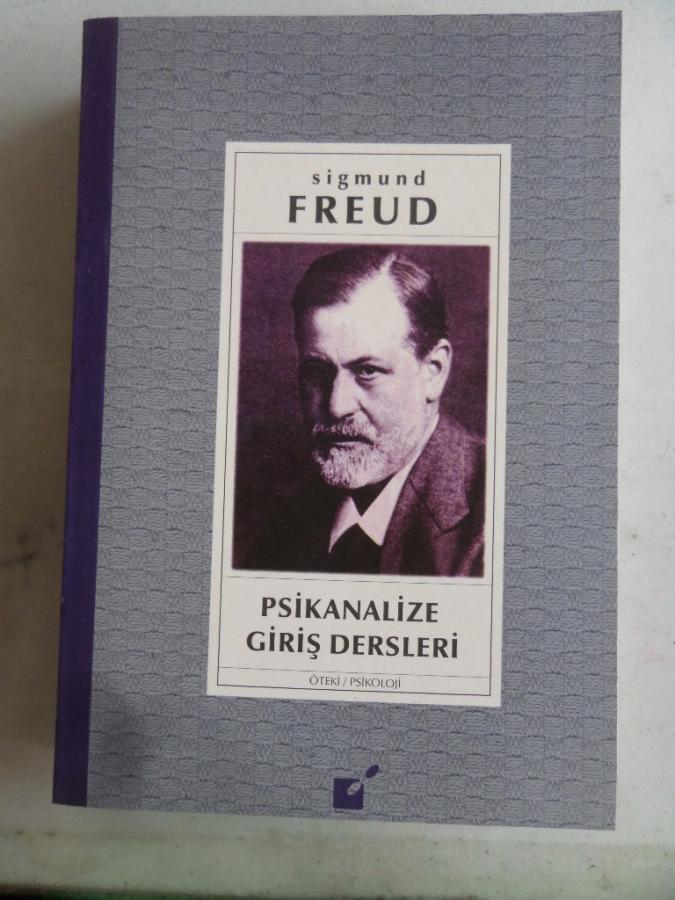 sigmund
FREUD
PSİKANALİZE
GİRİŞ DERSLERİ
ÖTEKİ / PSİKOLOJİ